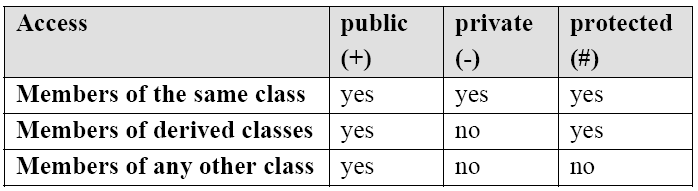 Access public private protected
(+) (-) (#)
Members of the same class yes yes yes
Members of derived classes yes no yes
Members of any other class yes no no